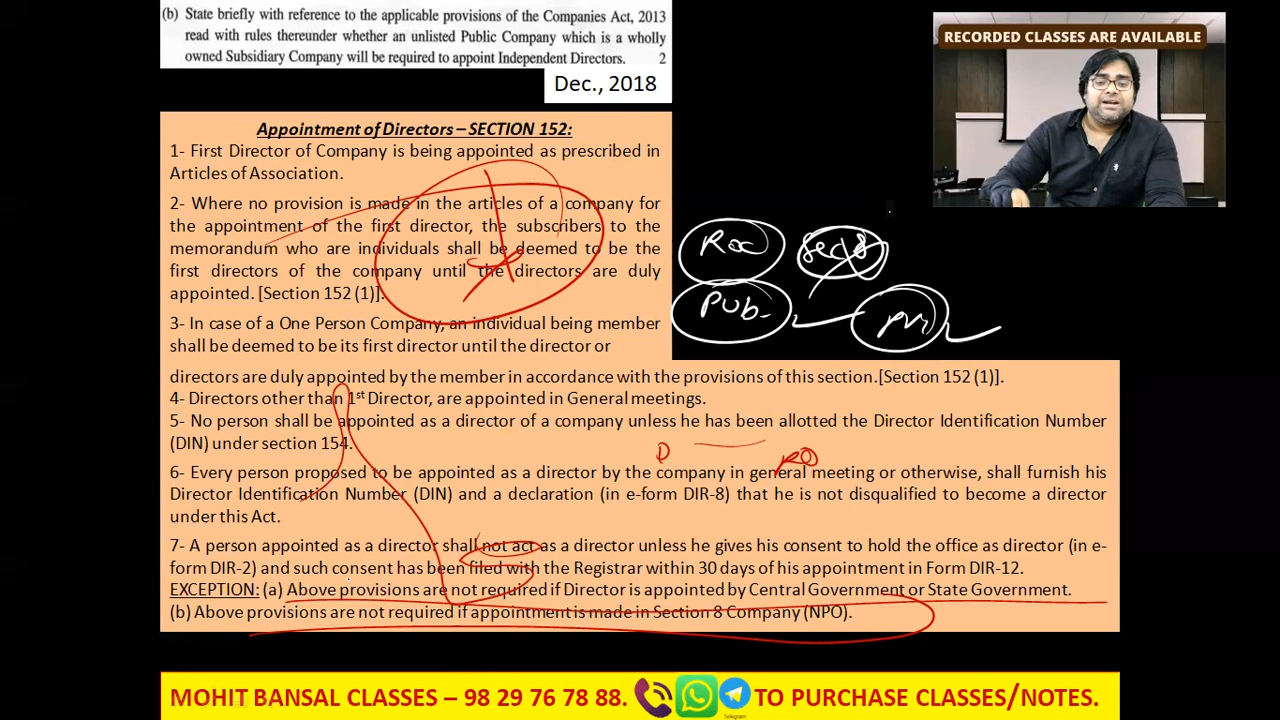 (b) State briefly with reference to the applicable provisions of the Companies Act, 2013
read with rules thereunder whether an unlisted Public Company which is a wholly
owned Subsidiary Company will be required to appoint Independent Directors. 2
Dec., 2018
RECORDED CLASSES ARE AVAILABLE
Appointment of Directors – SECTION 152:
1- First Director of Company is being appointed as prescribed in
Articles of Association.
2- Where no provision is made in the articles of a company for
the appointment of the first director, the subscribers to the
memorandum who are individuals shall be deemed to be the
first directors of the company until the directors are duly
appointed. [Section 152 (1)].
3- In case of a One Person Company, an individual being member
shall be deemed to be its first director until the director or
directors are duly appointed by the member in accordance with the provisions of this section.[Section 152 (1)].
4- Directors other than 1st Director, are appointed in General meetings.
5- No person shall be appointed as a director of a company unless he has been allotted the Director Identification Number
(DIN) under section 154.
6- Every person proposed to be appointed as a director by the company in general meeting or otherwise, shall furnish his
Director Identification Number (DIN) and a declaration (in e-form DIR-8) that he is not disqualified to become a director
under this Act.
7- A person appointed as a director shall not act as a director unless he gives his consent to hold the office as director (in e-
form DIR-2) and such consent has been filed with the Registrar within 30 days of his appointment in Form DIR-12.
EXCEPTION: (a) Above provisions are not required if Director is appointed by Central Government or State Government.
(b) Above provisions are not required if appointment is made in Section 8 Company (NPO).
Roc
Sec 8
Pub.
D
MOHIT BANSAL CLASSES – 98 29 76 78 88.
Telegram
TO PURCHASE CLASSES/NOTES.